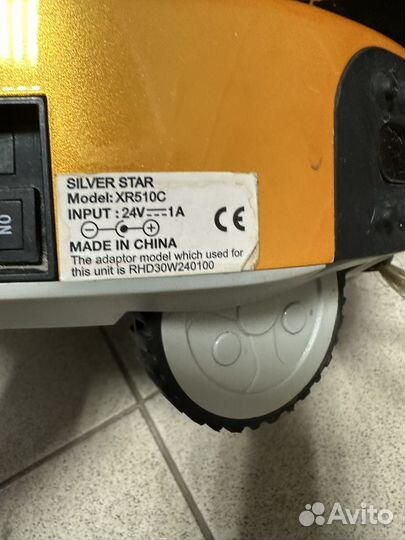 SILVER STAR
Model: XR510C
INPUT : 24V⎓1A
MADE IN CHINA
The adaptor model which used for
this unit is RHD30W240100
CE
ON
Avito